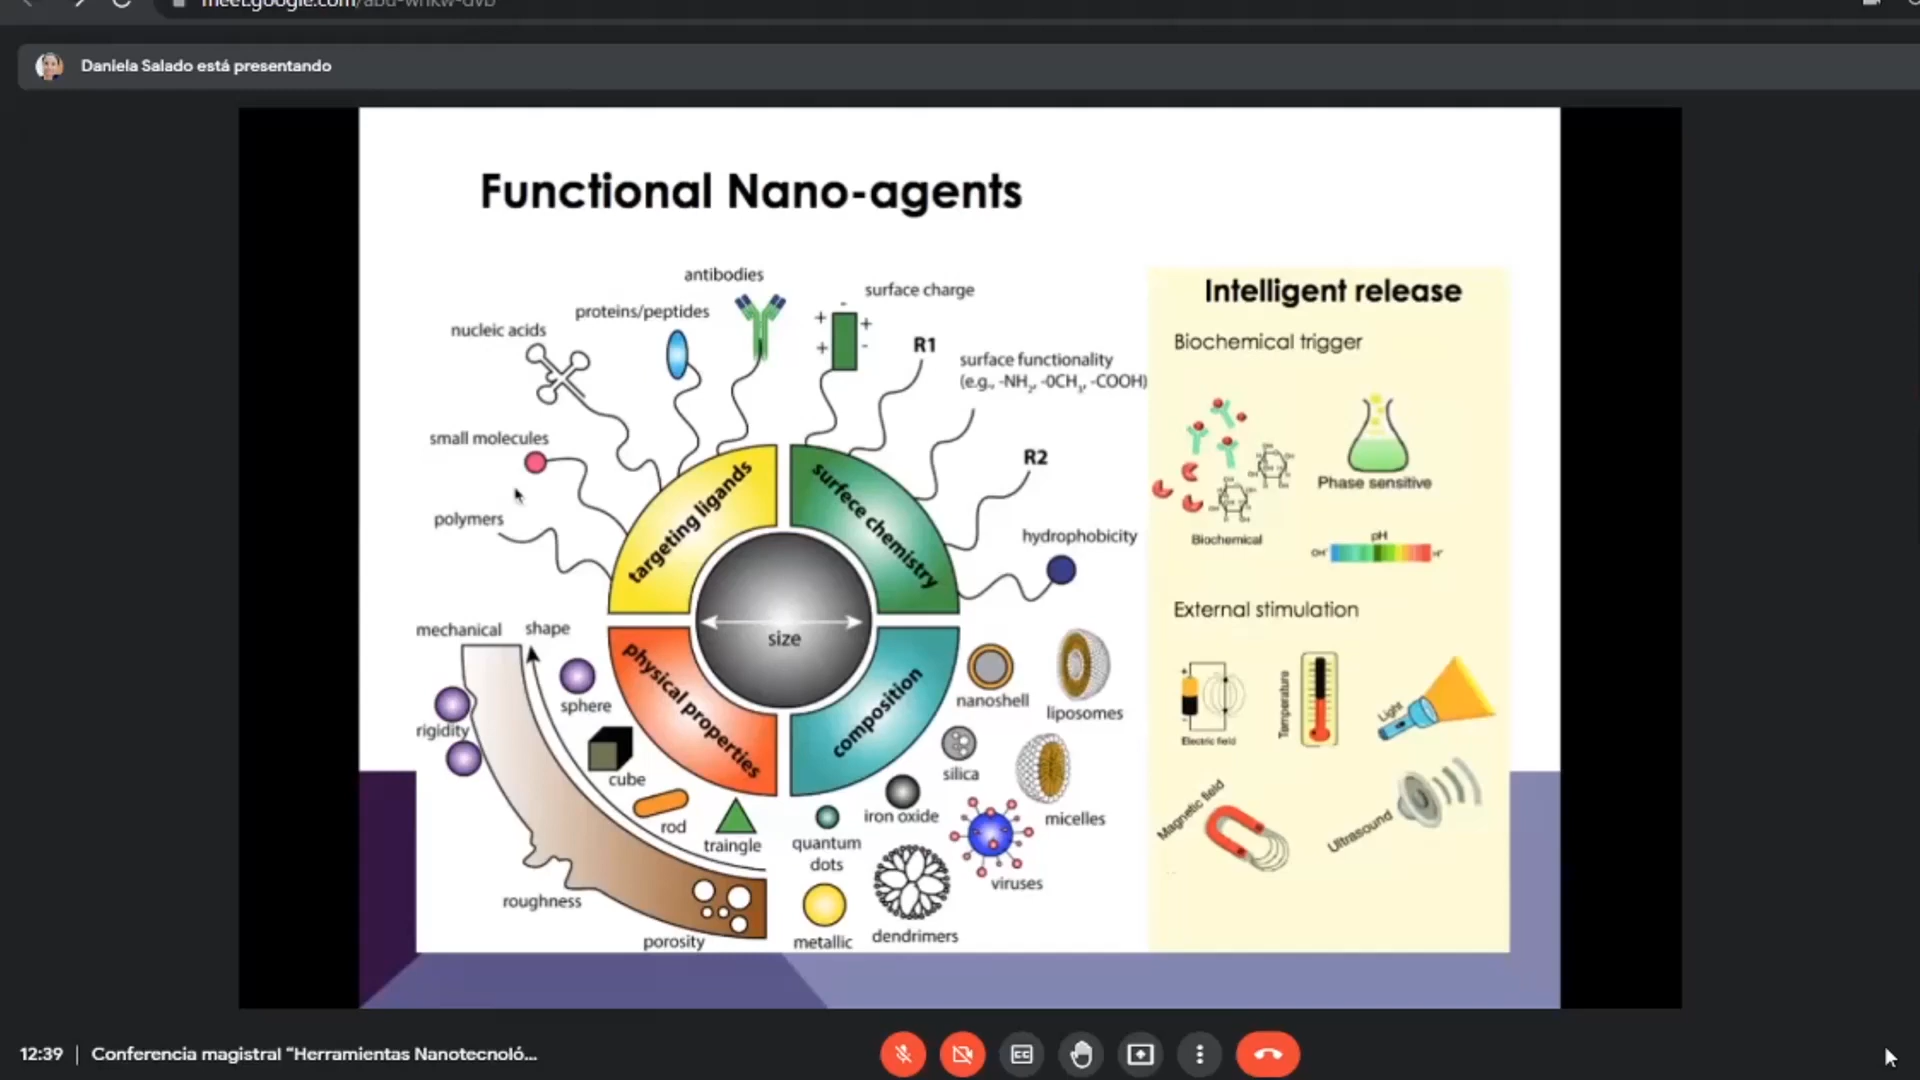 Daniela Salado está presentando
Functional Nano-agents
antibodies
surface charge
proteins/peptides
nucleic acids
R1
surface functionality
(e.g., -NH2, -0CH3, -COOH)
small molecules
R2
polymers
hydrophobicity
targeting ligands
surfece chemistry
size
physical properties
composition
mechanical
shape
rigidity
sphere
cube
rod
traingle
roughness
porosity
nanoshell
liposomes
silica
iron oxide
micelles
quantum
dots
viruses
metallic
dendrimers
Intelligent release
Biochemical trigger
Biochemical
Phase sensitive
pH
External stimulation
Electric field
Temperature
Light
Magnetic field
Ultrasound
12:39 | Conferencia magistral “Herramientas Nanotecnoló...